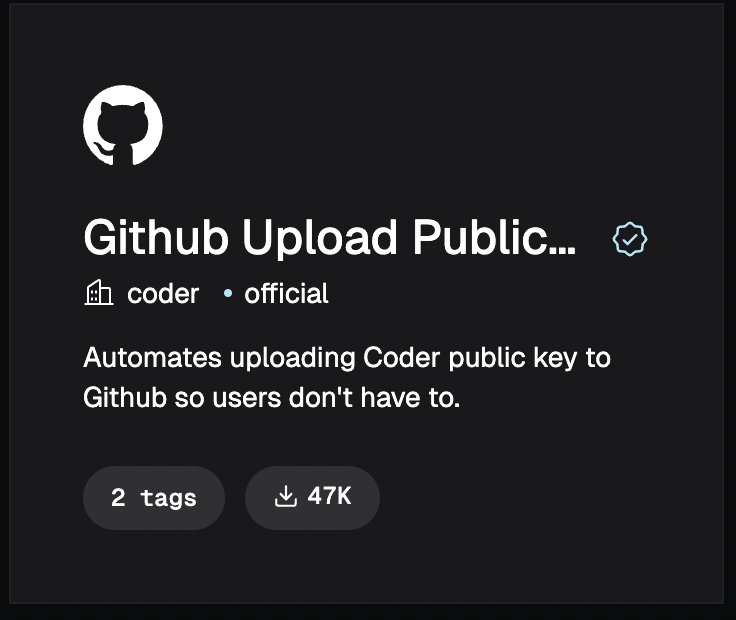 Github Upload Public...
coder • official
Automates uploading Coder public key to
Github so users don't have to.
2 tags 47K